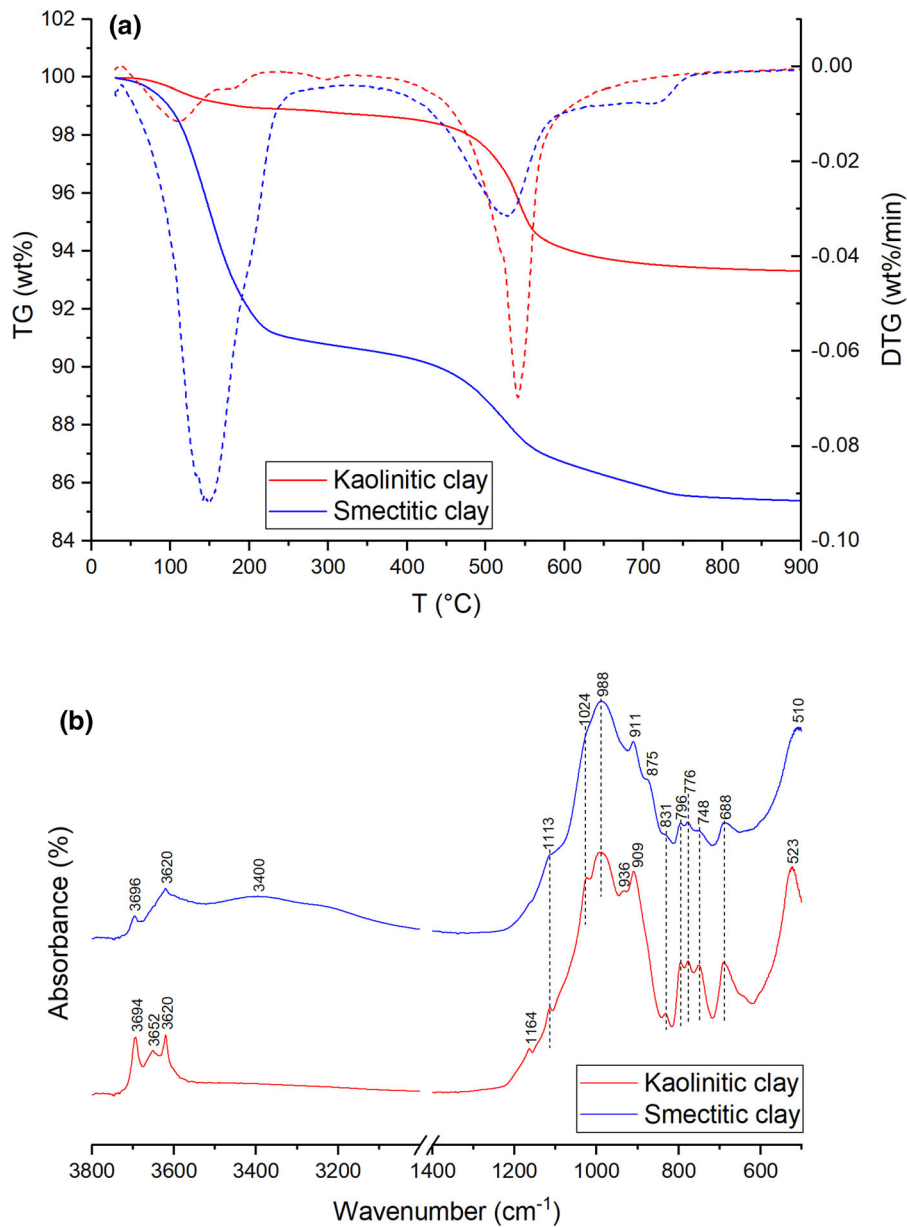 (a)
102
100
98
96
94
92
90
88
86
84
TG (wt%)
0.00
-0.02
-0.04
-0.06
-0.08
-0.10
DTG (wt%/min)
Kaolinitic clay
Smectitic clay
0 100 200 300 400 500 600 700 800 900
T (°C)
(b)
3696
3620
3400
1113
1024
988
911
875
831
796
776
748
688
510
3694
3652
3620
1164
936
909
523
Absorbance (%)
Kaolinitic clay
Smectitic clay
3800 3600 3400 3200 1400 1200 1000 800 600
Wavenumber (cm⁻¹)